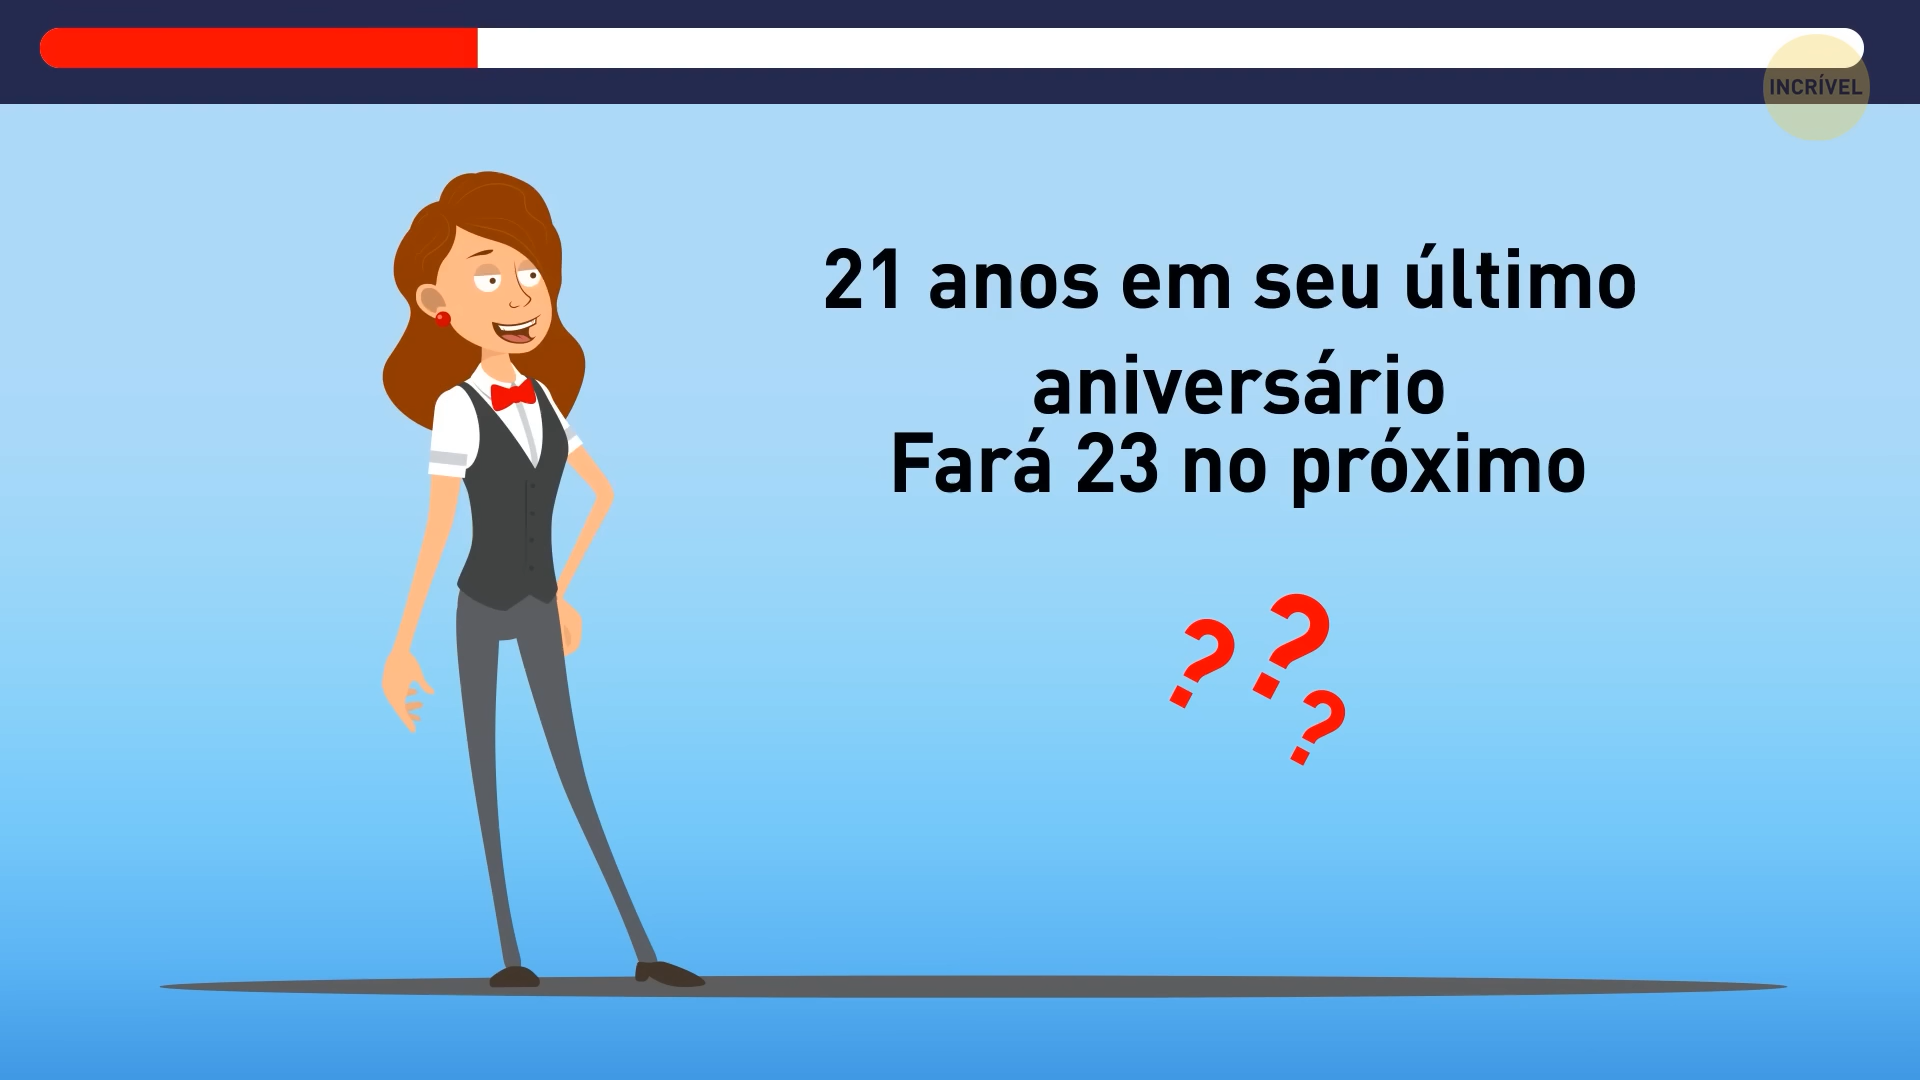 INCRÍVEL
21 anos em seu último
aniversário
Fará 23 no próximo
???